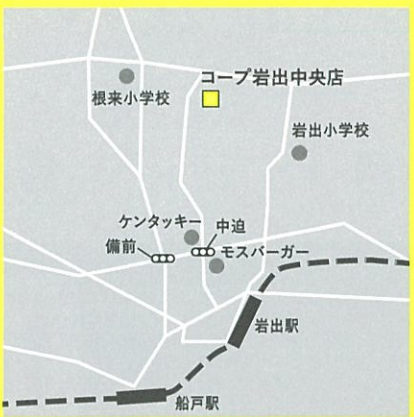 コープ岩出中央店
根来小学校
岩出小学校
ケンタッキー
中迫
備前
モスバーガー
岩出駅
船戸駅